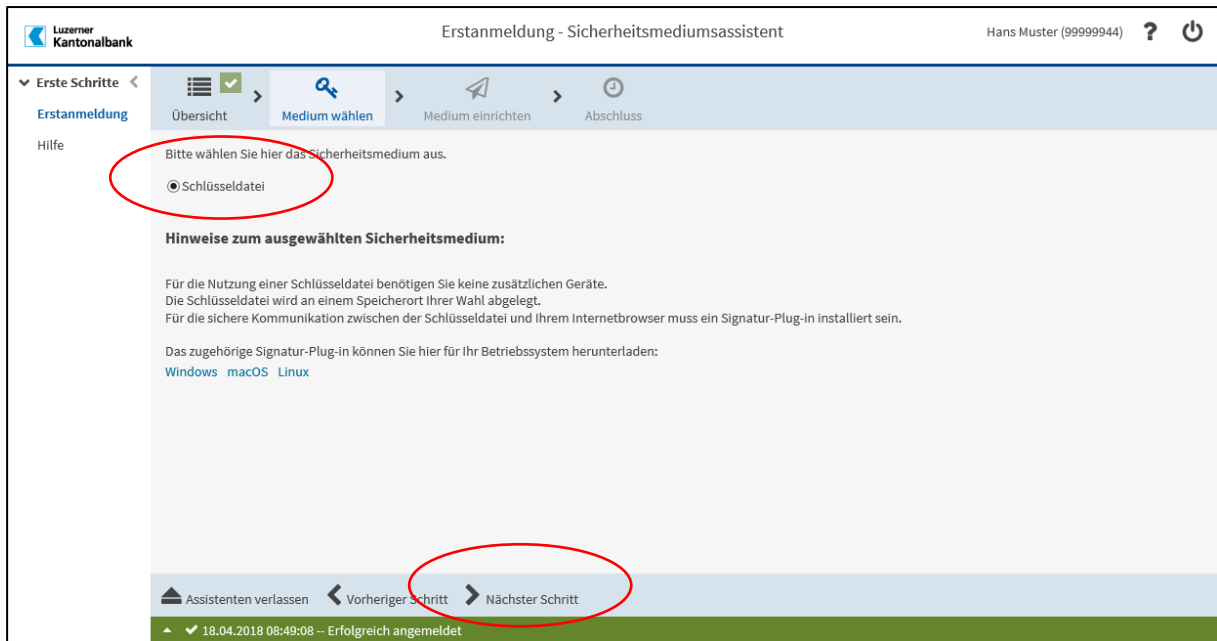 Luzerner
Kantonalbank
Erstanmeldung - Sicherheitsmediumsassistent
Hans Muster (99999944) ?
Erste Schritte
Erstanmeldung
Hilfe
Übersicht
Medium wählen
Medium einrichten
Abschluss
Bitte wählen Sie hier das Sicherheitsmedium aus.
Schlüsseldatei
Hinweise zum ausgewählten Sicherheitsmedium:
Für die Nutzung einer Schlüsseldatei benötigen Sie keine zusätzlichen Geräte.
Die Schlüsseldatei wird an einem Speicherort Ihrer Wahl abgelegt.
Für die sichere Kommunikation zwischen der Schlüsseldatei und Ihrem Internetbrowser muss ein Signatur-Plug-in installiert sein.
Das zugehörige Signatur-Plug-in können Sie hier für Ihr Betriebssystem herunterladen:
Windows macOS Linux
Assistenten verlassen Vorheriger Schritt Nächster Schritt
18.04.2018 08:49:08 -- Erfolgreich angemeldet